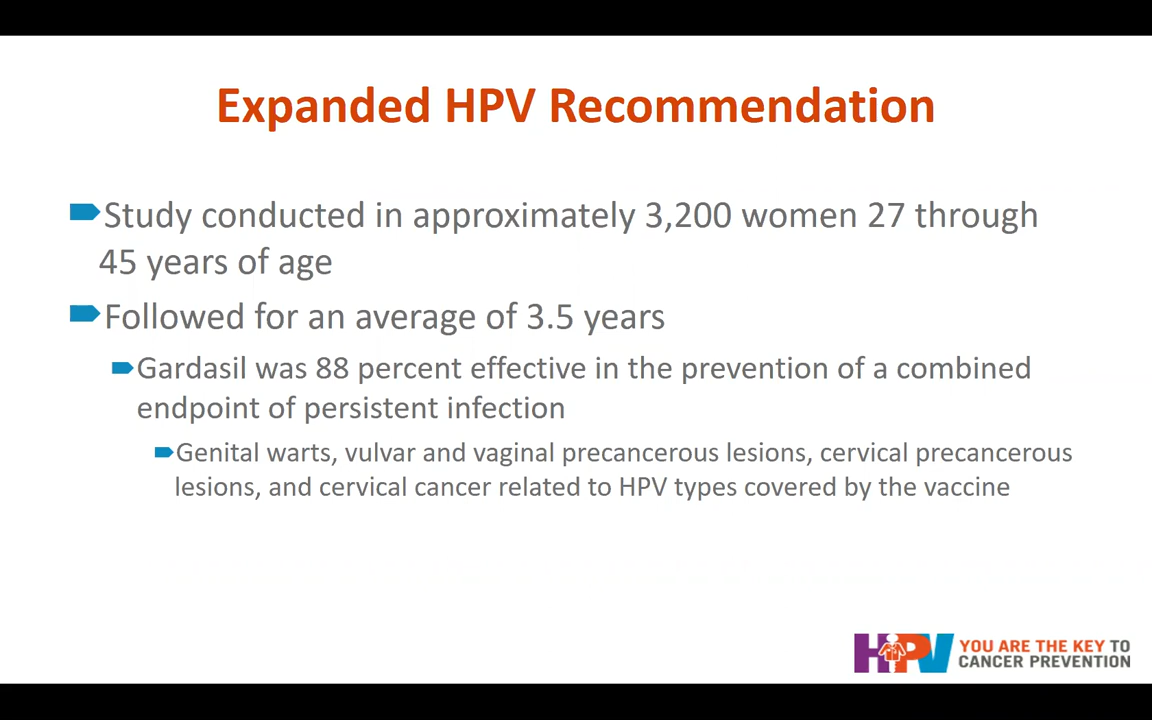 Expanded HPV Recommendation
Study conducted in approximately 3,200 women 27 through
45 years of age
Followed for an average of 3.5 years
Gardasil was 88 percent effective in the prevention of a combined
endpoint of persistent infection
Genital warts, vulvar and vaginal precancerous lesions, cervical precancerous
lesions, and cervical cancer related to HPV types covered by the vaccine
HPV
YOU ARE THE KEY TO
CANCER PREVENTION